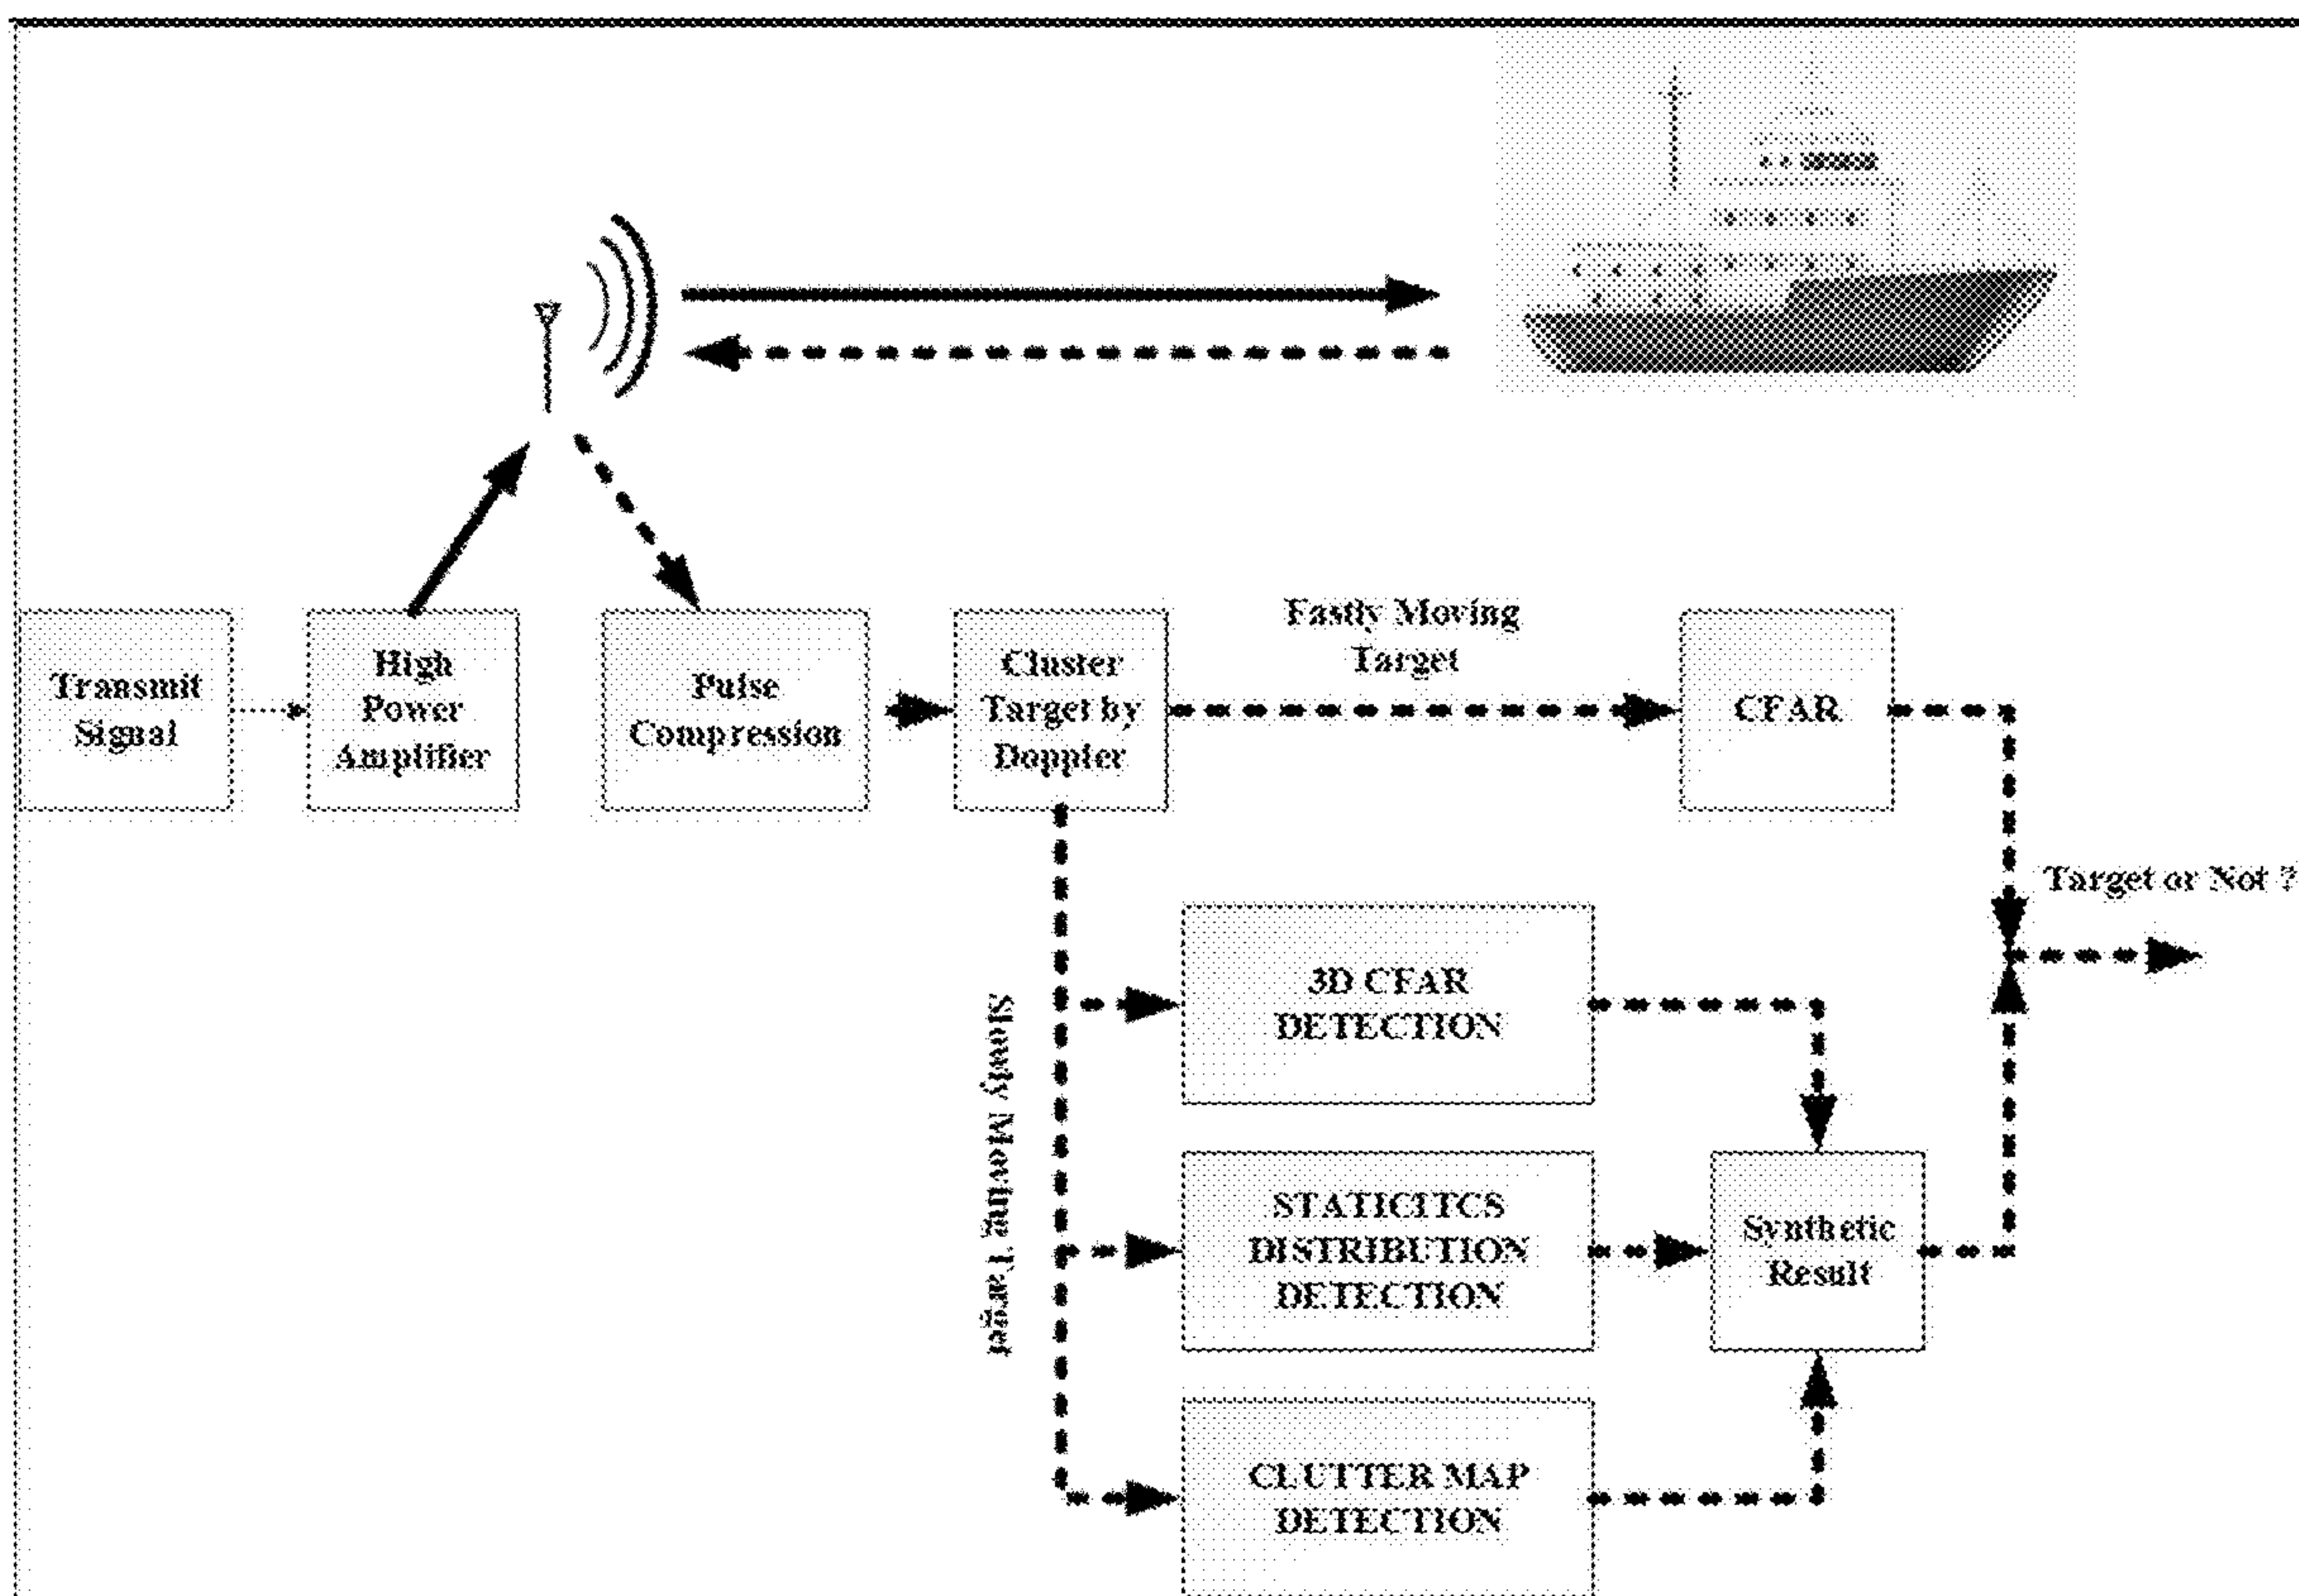 Transmit
Signal
High
Power
Amplifier
Pulse
Compression
Cluster
Target by
Doppler
Fastly Moving
Target
CFAR
Target or Not ?
Slowly Moving Target
3D CFAR
DETECTION
STATICITCS
DISTRIBUTION
DETECTION
Synthetic
Result
CLUTTER MAP
DETECTION